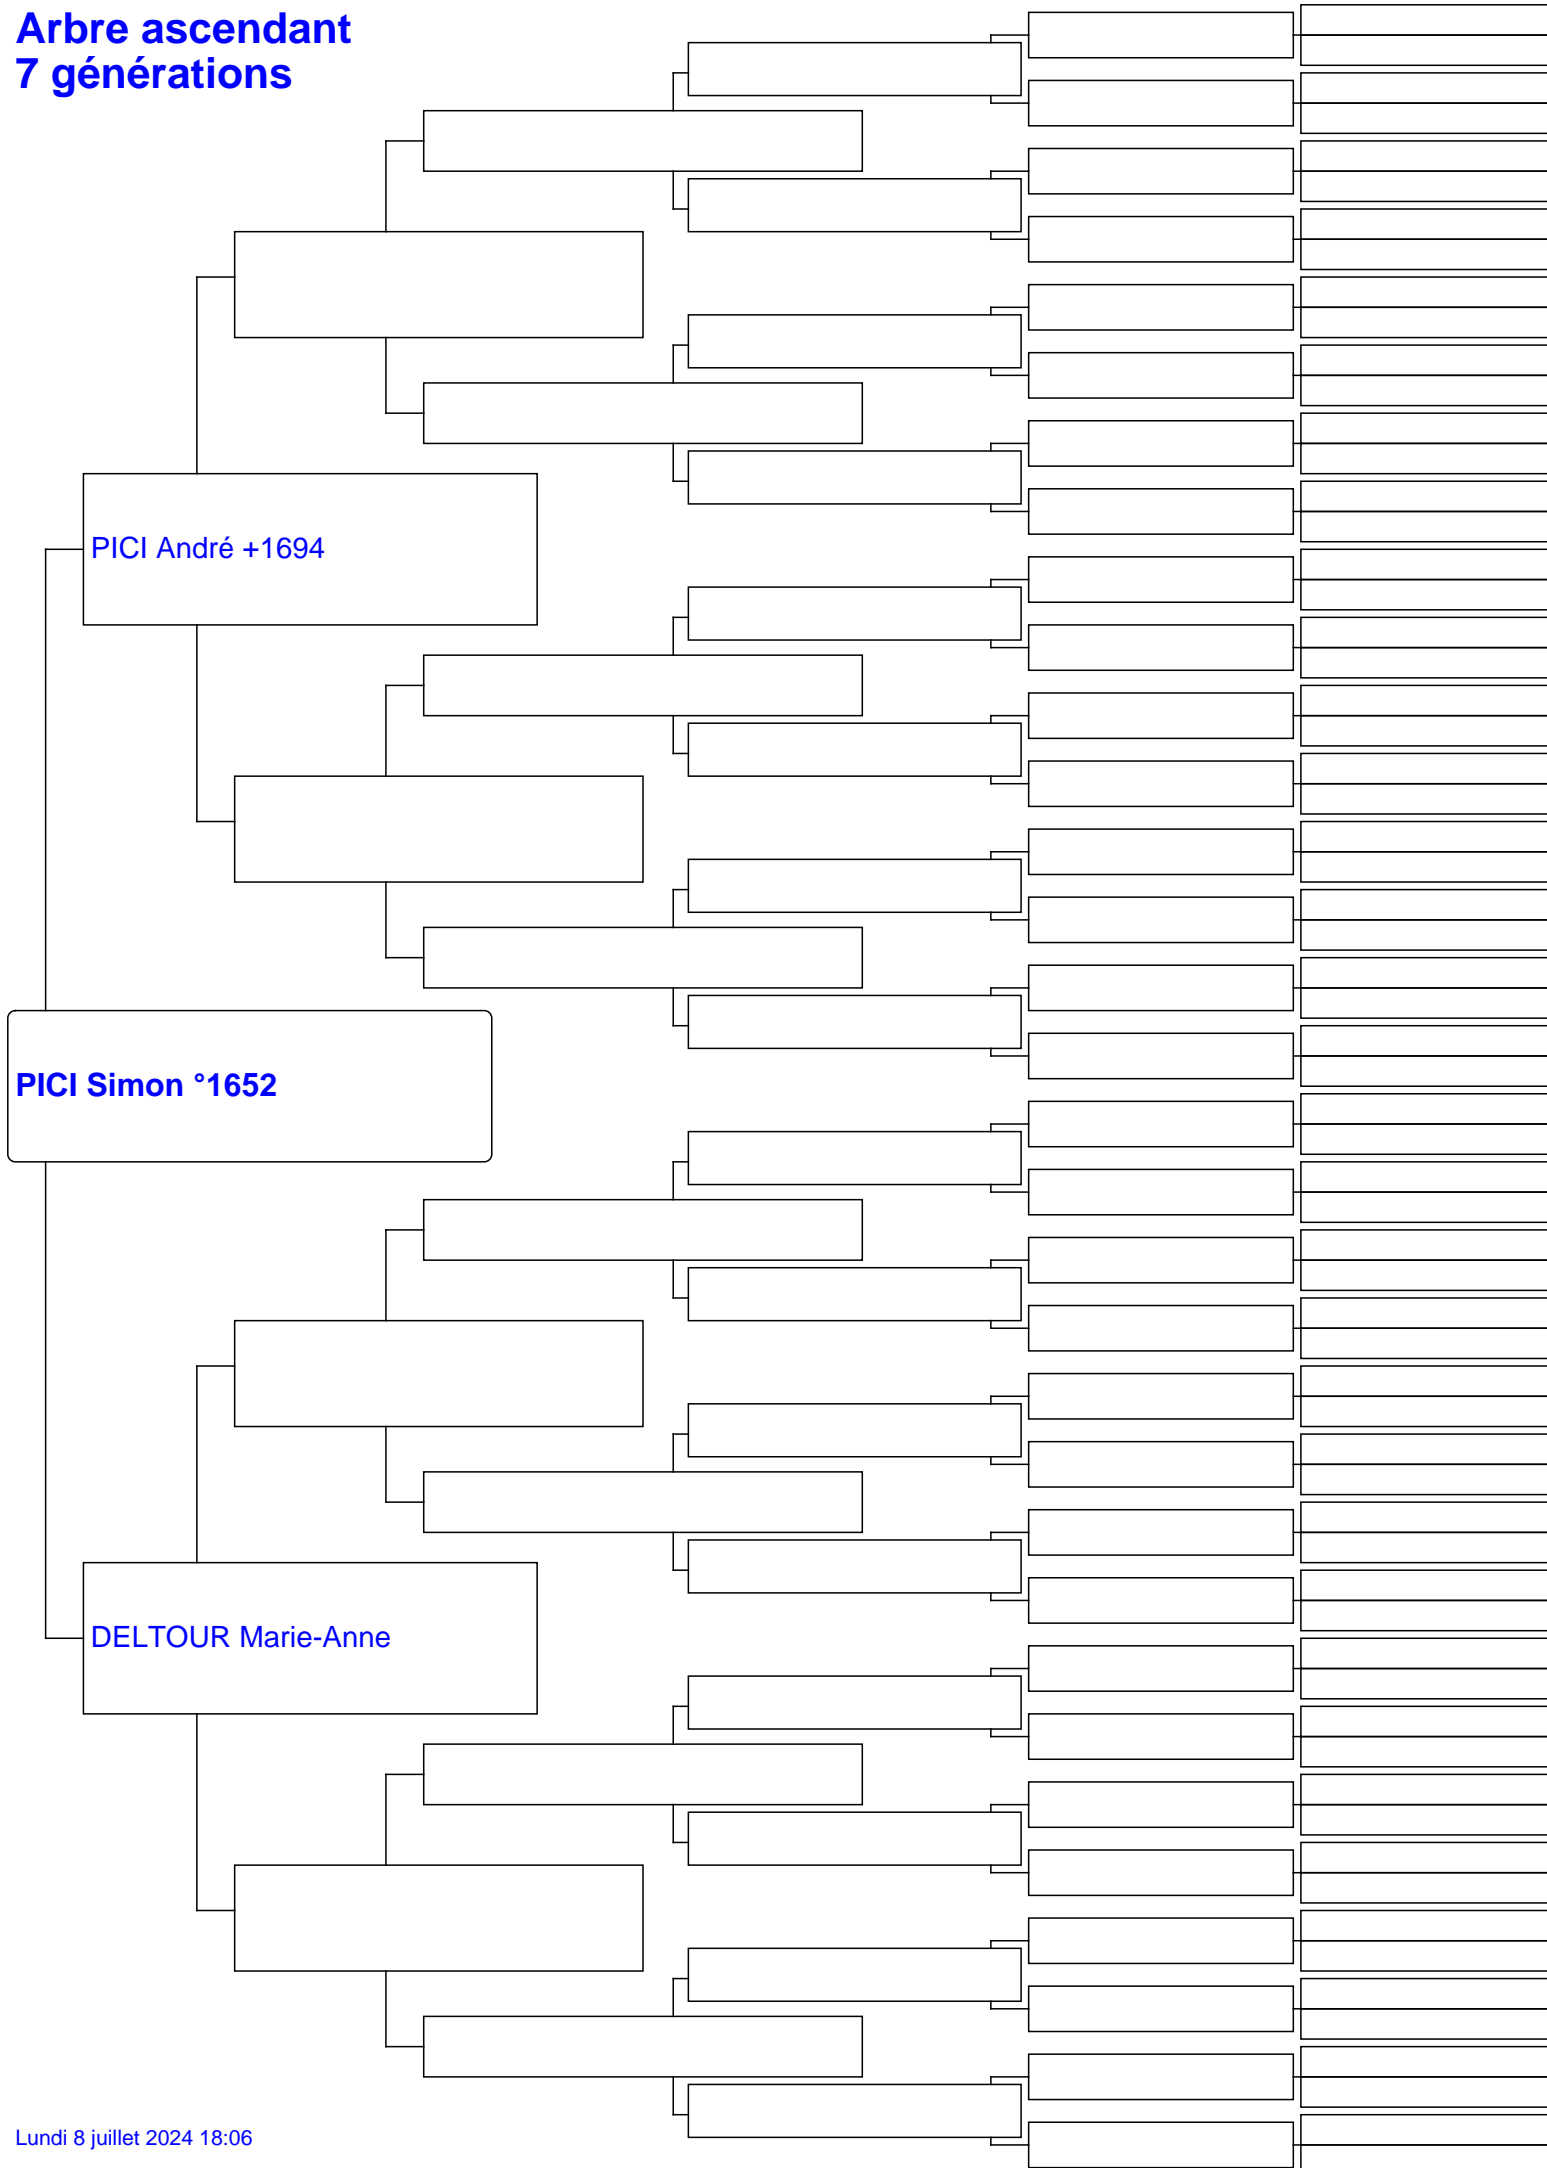 Arbre ascendant
7 générations
PICI André +1694
PICI Simon °1652
DELTOUR Marie-Anne
Lundi 8 juillet 2024 18:06